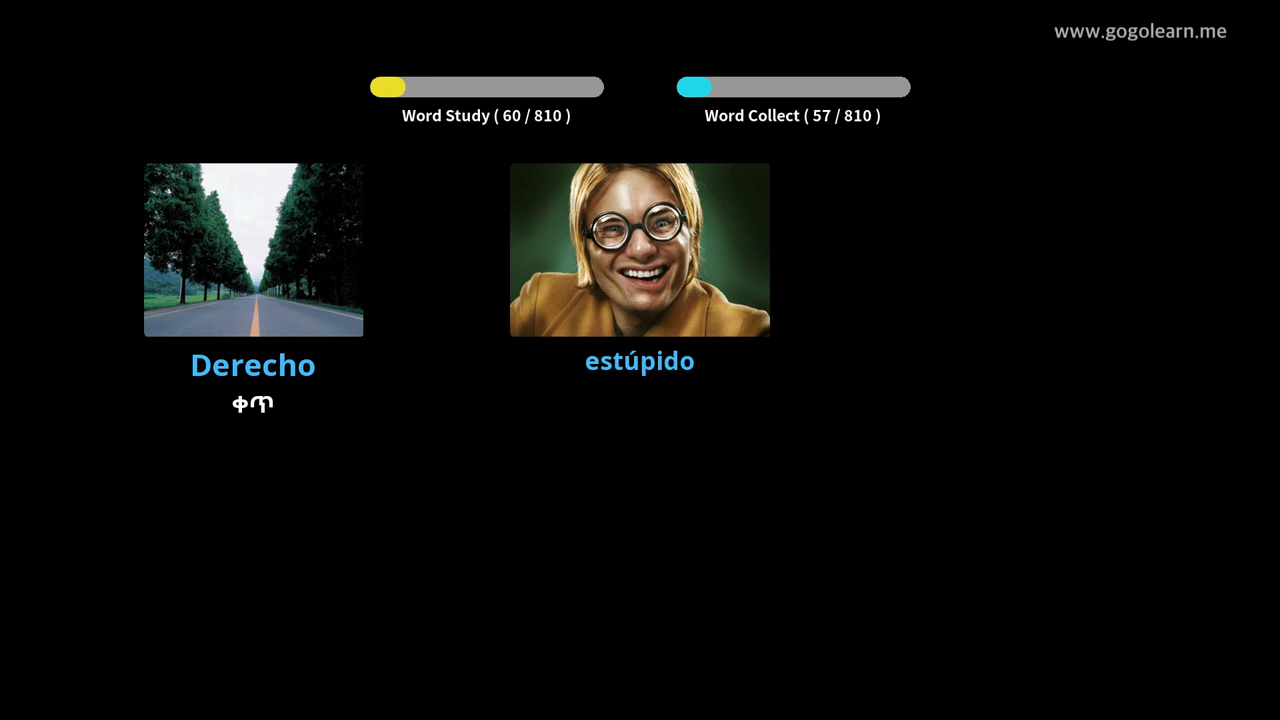 www.gogolearn.me
Word Study ( 60 / 810 )
Word Collect ( 57 / 810 )
Derecho
ቀጥ
estúpido